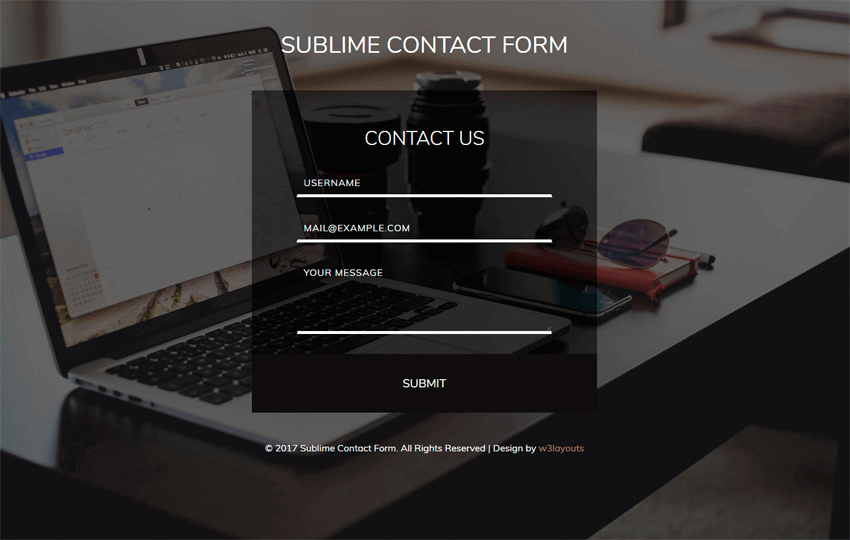 SUBLIME CONTACT FORM
CONTACT US
USERNAME
MAIL@EXAMPLE.COM
YOUR MESSAGE
SUBMIT
© 2017 Sublime Contact Form. All Rights Reserved | Design by w3layouts